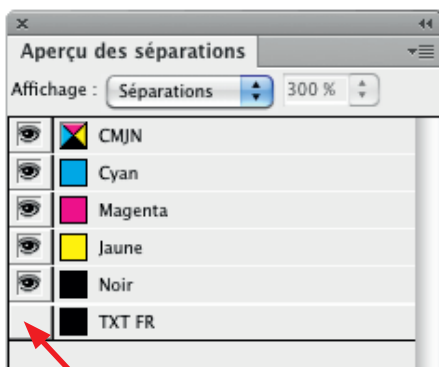 Aperçu des séparations
Affichage : Séparations 300 %
CMJN
Cyan
Magenta
Jaune
Noir
TXT FR